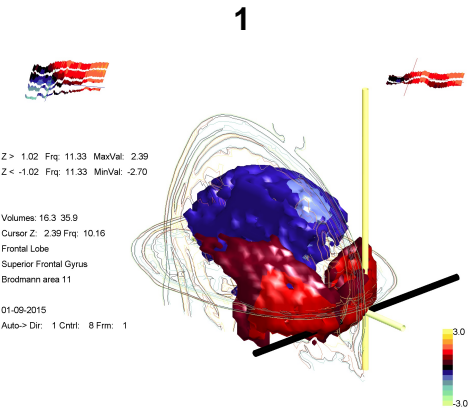 1
Z > 1.02 Frq: 11.33 MaxVal: 2.39
Z < -1.02 Frq: 11.33 MinVal: -2.70
Volumes: 16.3 35.9
Cursor Z: 2.39 Frq: 10.16
Frontal Lobe
Superior Frontal Gyrus
Brodmann area 11
01-09-2015
Auto-> Dir: 1 Cntrl: 8 Frm: 1
3.0
-3.0